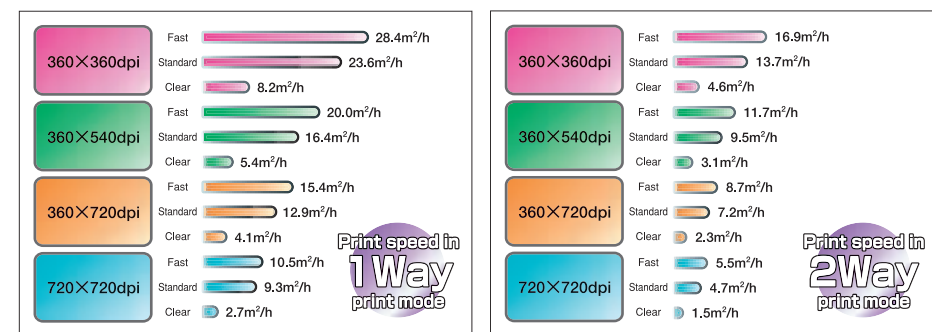 360×360dpi
Fast 28.4m²/h
Standard 23.6m²/h
Clear 8.2m²/h
360×540dpi
Fast 20.0m²/h
Standard 16.4m²/h
Clear 5.4m²/h
360×720dpi
Fast 15.4m²/h
Standard 12.9m²/h
Clear 4.1m²/h
720×720dpi
Fast 10.5m²/h
Standard 9.3m²/h
Clear 2.7m²/h
Print speed in
1Way
print mode
360×360dpi
Fast 16.9m²/h
Standard 13.7m²/h
Clear 4.6m²/h
360×540dpi
Fast 11.7m²/h
Standard 9.5m²/h
Clear 3.1m²/h
360×720dpi
Fast 8.7m²/h
Standard 7.2m²/h
Clear 2.3m²/h
720×720dpi
Fast 5.5m²/h
Standard 4.7m²/h
Clear 1.5m²/h
Print speed in
2Way
print mode